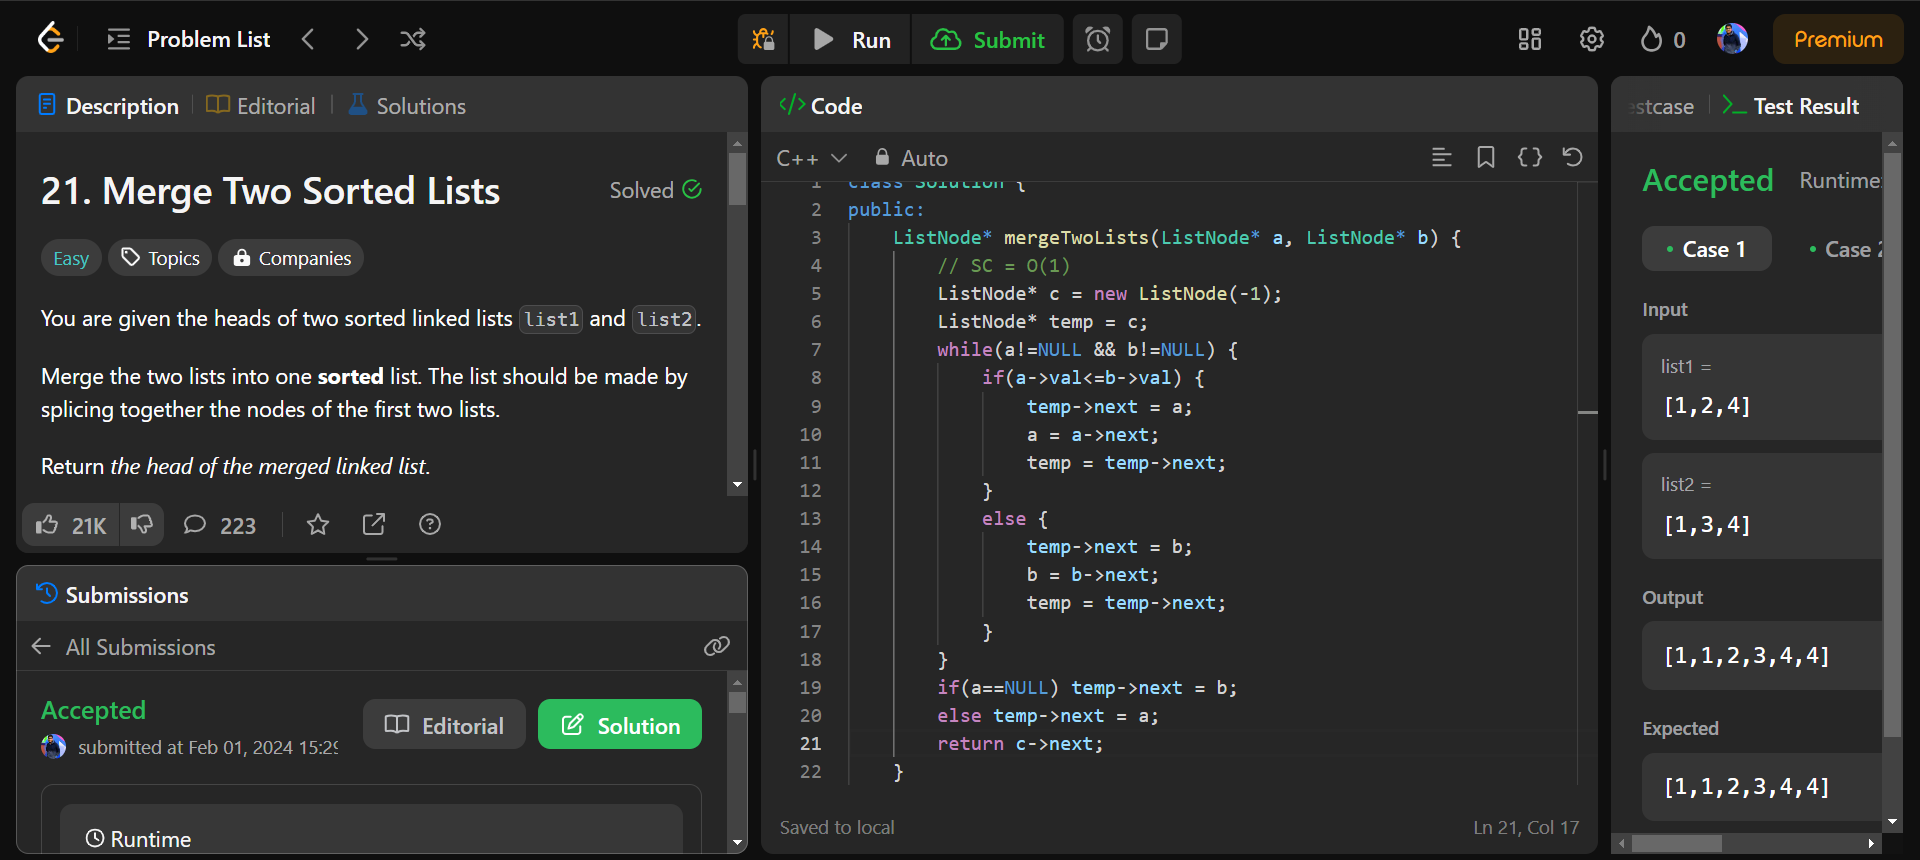 Problem List
Run
Submit
0
Premium
Description
Editorial
Solutions
21. Merge Two Sorted Lists
Solved
Easy
Topics
Companies
You are given the heads of two sorted linked lists list1 and list2.
Merge the two lists into one sorted list. The list should be made by
splicing together the nodes of the first two lists.
Return the head of the merged linked list.
21K
223
Submissions
All Submissions
Accepted
submitted at Feb 01, 2024 15:29
Editorial
Solution
Runtime
Code
C++
Auto
1 class Solution {
2 public:
3 ListNode* mergeTwoLists(ListNode* a, ListNode* b) {
4 // SC = O(1)
5 ListNode* c = new ListNode(-1);
6 ListNode* temp = c;
7 while(a!=NULL && b!=NULL) {
8 if(a->val<=b->val) {
9 temp->next = a;
10 a = a->next;
11 temp = temp->next;
12 }
13 else {
14 temp->next = b;
15 b = b->next;
16 temp = temp->next;
17 }
18 }
19 if(a==NULL) temp->next = b;
20 else temp->next = a;
21 return c->next;
22 }
Saved to local
Ln 21, Col 17
Test Result
Accepted
Runtime:
Case 1
Case 2
Input
list1 =
[1,2,4]
list2 =
[1,3,4]
Output
[1,1,2,3,4,4]
Expected
[1,1,2,3,4,4]